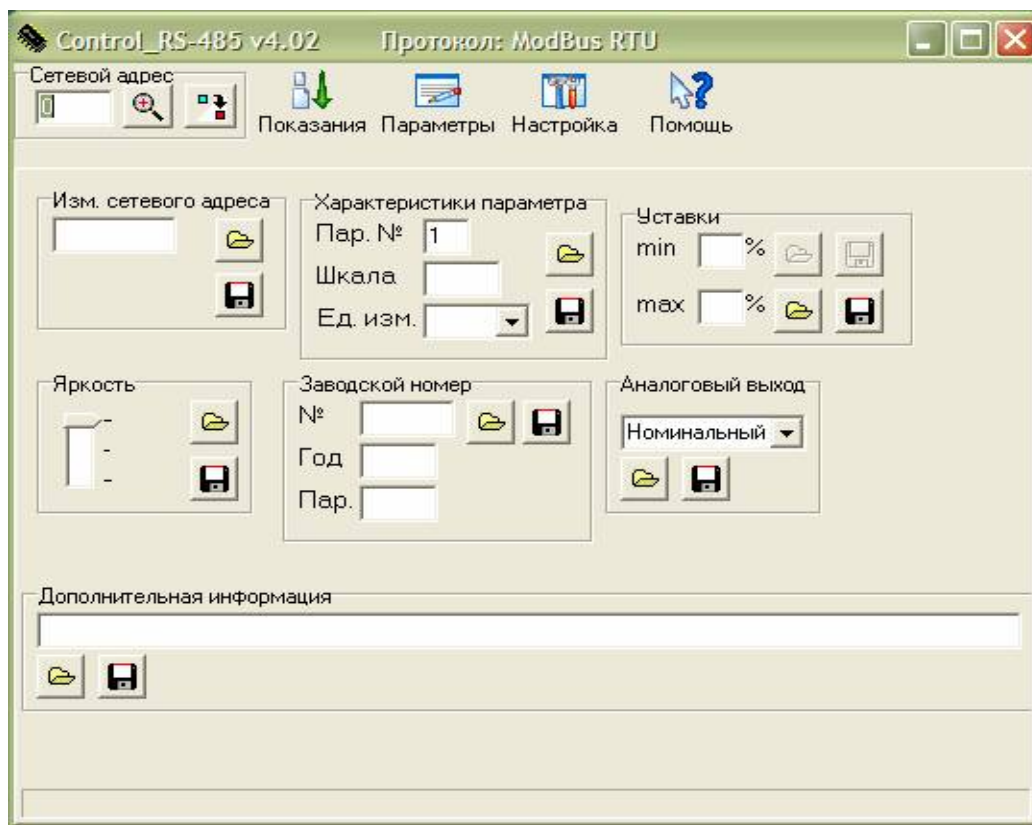 Control_RS-485 v4.02 Протокол: ModBus RTU
Сетевой адрес
0
Показания Параметры Настройка Помощь
Изм. сетевого адреса
Характеристики параметра
Пар. № 1
Шкала
Ед. изм.
Уставки
min %
max %
Яркость
Заводской номер
№
Год
Пар.
Аналоговый выход
Номинальный
Дополнительная информация